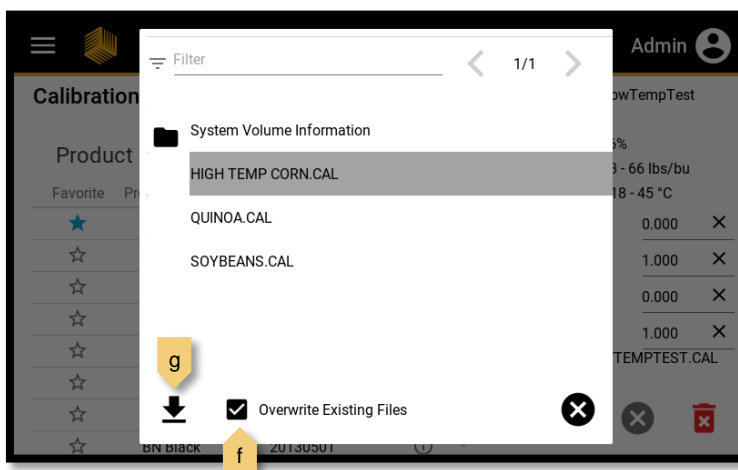 Admin
Filter
1/1
Calibration
owTempTest
System Volume Information
Product
- 66 lbs/bu
HIGH TEMP CORN.CAL
Favorite
18 - 45 °C
QUINOA.CAL
0.000
SOYBEANS.CAL
1.000
0.000
1.000
TEMPTEST.CAL
g
Overwrite Existing Files
BN Black 20130501 -
f